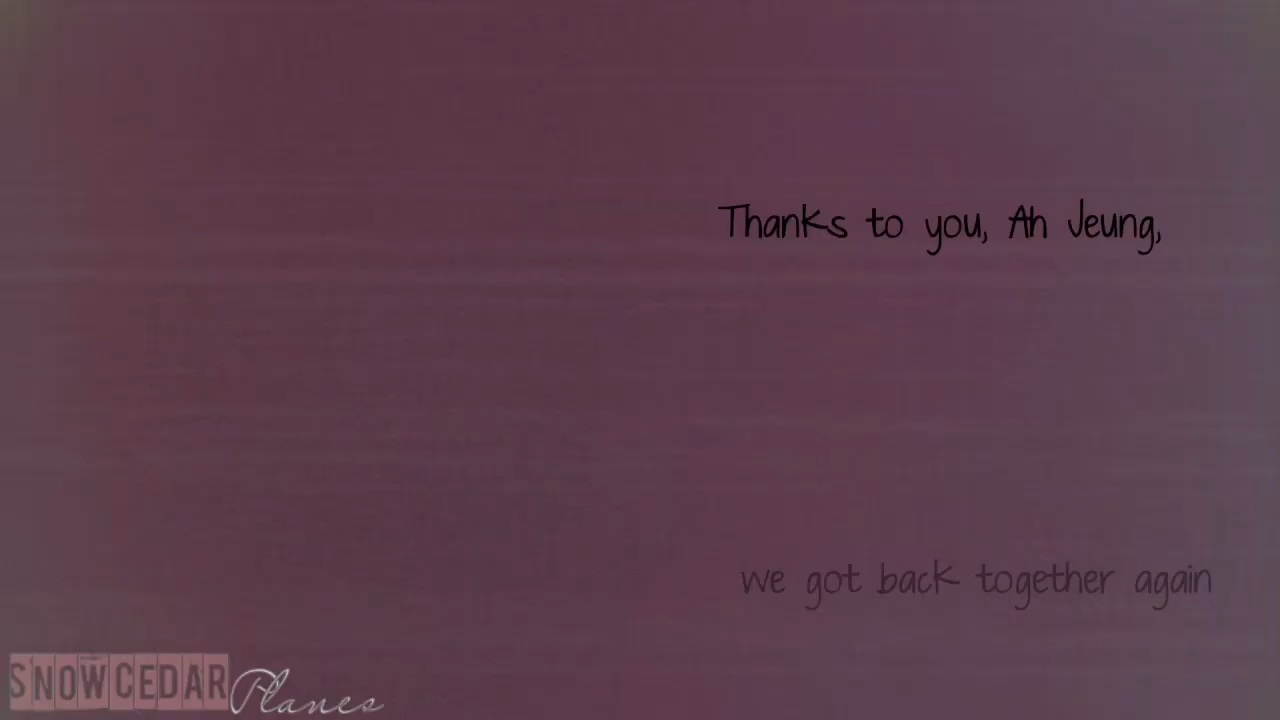 Thanks to you, Ah Jeung,
we got back together again
SNOWCEDAR Planes